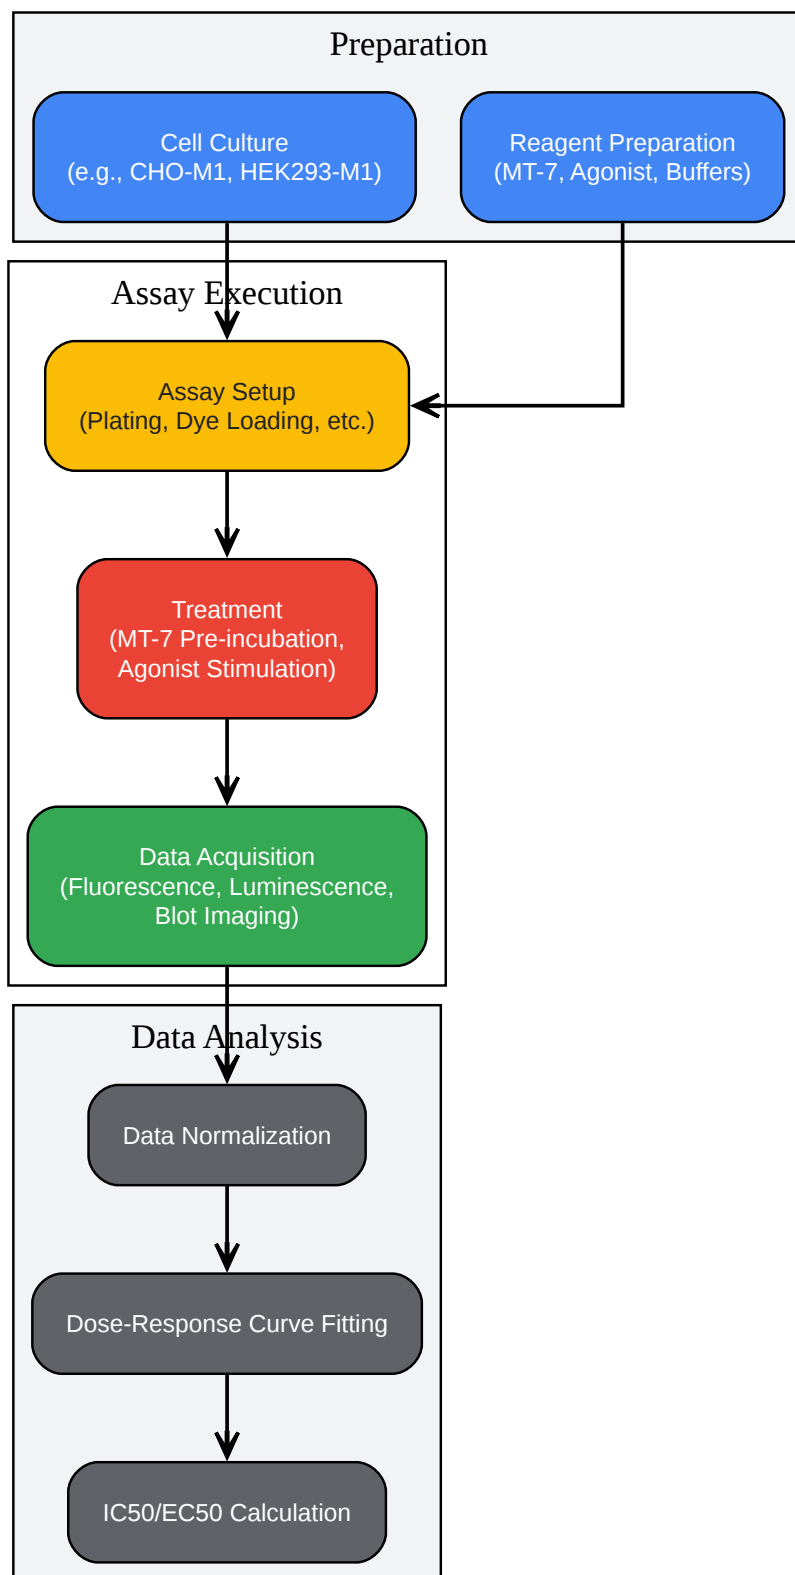 Preparation
Cell Culture
(e.g., CHO-M1, HEK293-M1)
Reagent Preparation
(MT-7, Agonist, Buffers)
Assay Execution
Assay Setup
(Plating, Dye Loading, etc.)
Treatment
(MT-7 Pre-incubation,
Agonist Stimulation)
Data Acquisition
(Fluorescence, Luminescence,
Blot Imaging)
Data Analysis
Data Normalization
Dose-Response Curve Fitting
IC50/EC50 Calculation